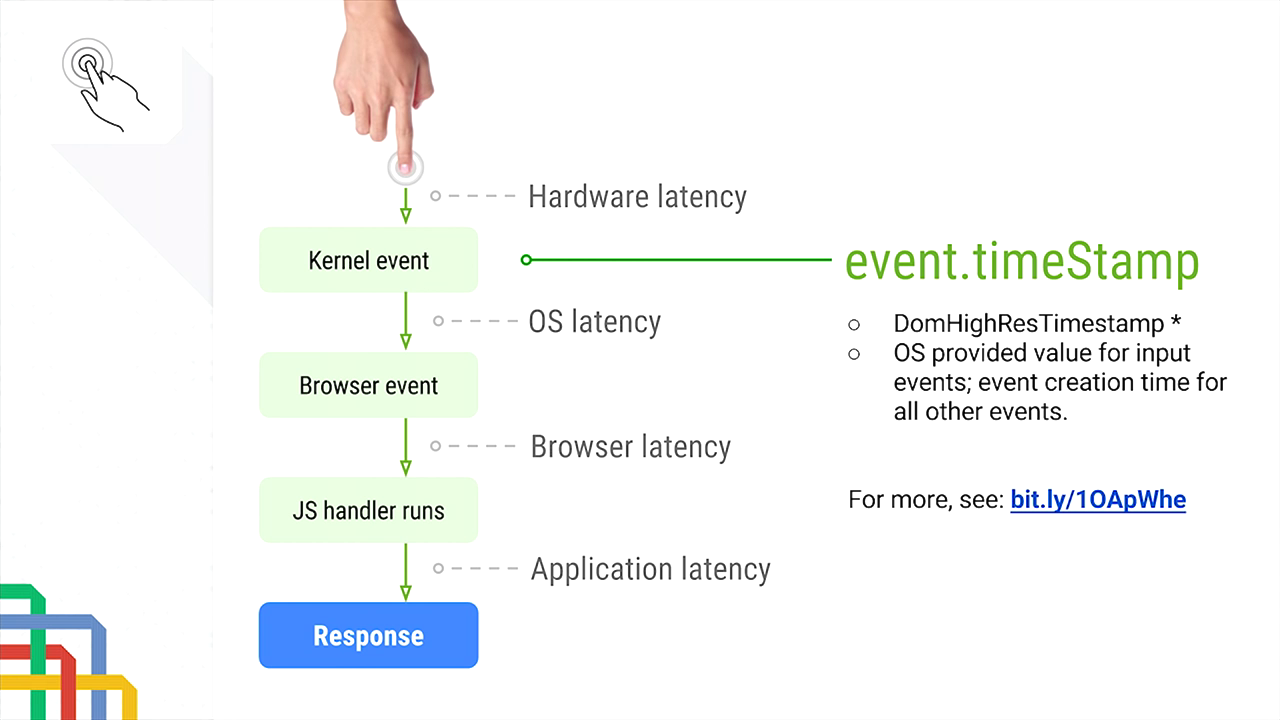 Hardware latency
Kernel event
event.timeStamp
OS latency
○ DomHighResTimestamp *
○ OS provided value for input
events; event creation time for
all other events.
Browser event
Browser latency
For more, see: bit.ly/1OApWhe
JS handler runs
Application latency
Response